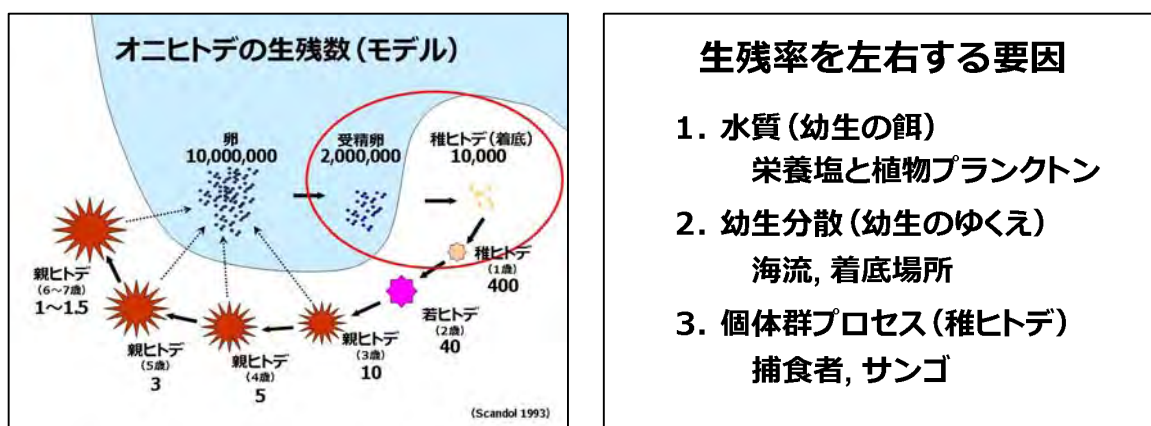 オニヒトデの生残数（モデル）
卵
10,000,000
受精卵
2,000,000
稚ヒトデ（着底）
10,000
稚ヒトデ
（1歳）
400
若ヒトデ
（2歳）
40
親ヒトデ
（3歳）
10
親ヒトデ
（4歳）
5
親ヒトデ
（5歳）
3
親ヒトデ
（6～7歳）
1～1.5
(Scandol 1993)
生残率を左右する要因
1. 水質（幼生の餌）
栄養塩と植物プランクトン
2. 幼生分散（幼生のゆくえ）
海流, 着底場所
3. 個体群プロセス（稚ヒトデ）
捕食者, サンゴ